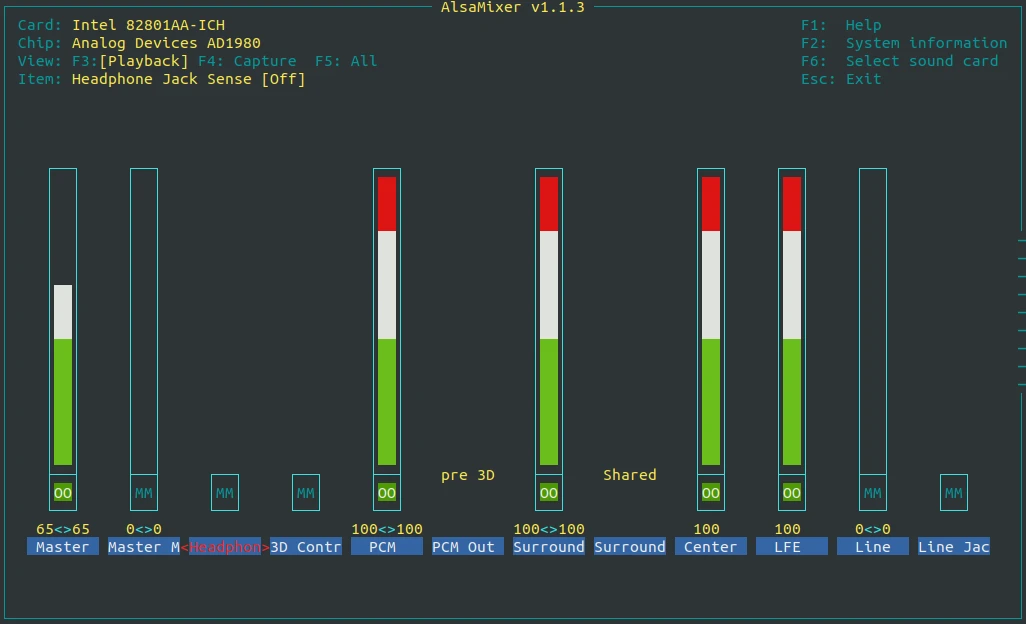 AlsaMixer v1.1.3
Card: Intel 82801AA-ICH F1: Help
Chip: Analog Devices AD1980 F2: System information
View: F3:[Playback] F4: Capture F5: All F6: Select sound card
Item: Headphone Jack Sense [Off] Esc: Exit
pre 3D Shared
OO MM MM MM OO OO OO OO MM MM
65<>65 0<>0 100<>100 100<>100 100 100 0<>0
Master Master M <Headphon> 3D Contr PCM PCM Out Surround Surround Center LFE Line Line Jac